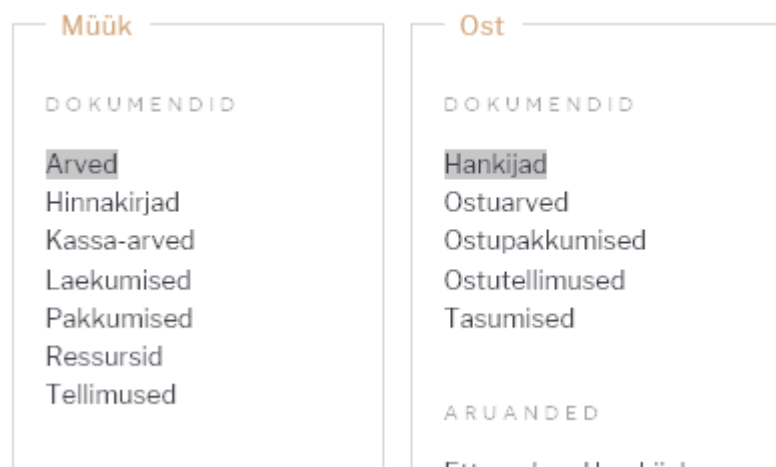 Müük
DOKUMENDID
Arved
Hinnakirjad
Kassa-arved
Laekumised
Pakkumised
Ressursid
Tellimused
Ost
DOKUMENDID
Hankijad
Ostuarved
Ostupakkumised
Ostutellimused
Tasumised
ARUANDED